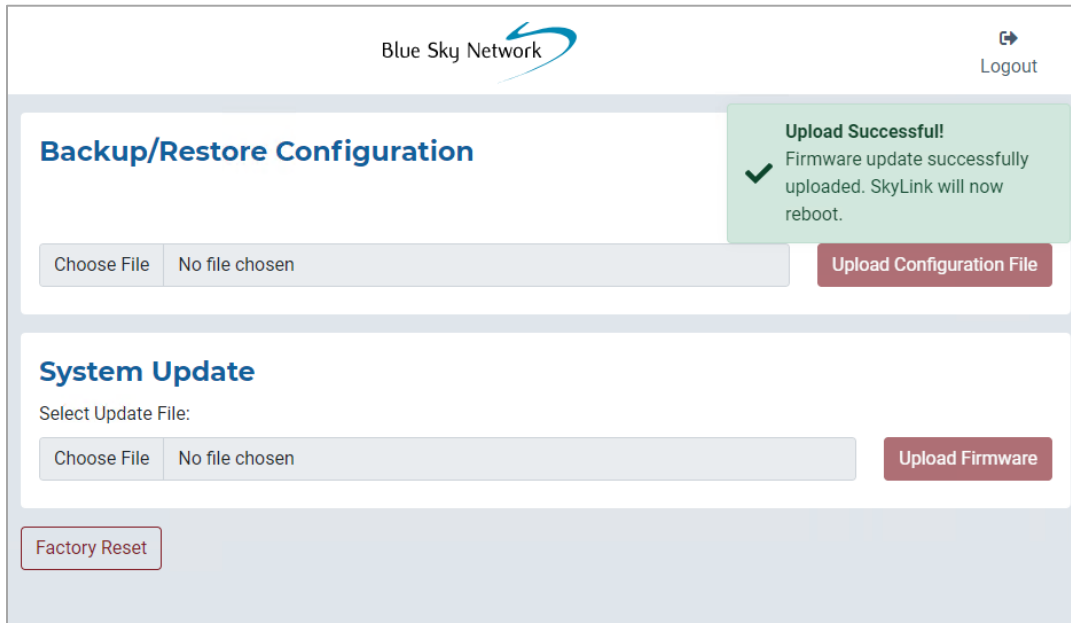 Blue Sky Network
Logout
Upload Successful!
Firmware update successfully
uploaded. SkyLink will now
reboot.
Backup/Restore Configuration
Choose File No file chosen Upload Configuration File
System Update
Select Update File:
Choose File No file chosen Upload Firmware
Factory Reset